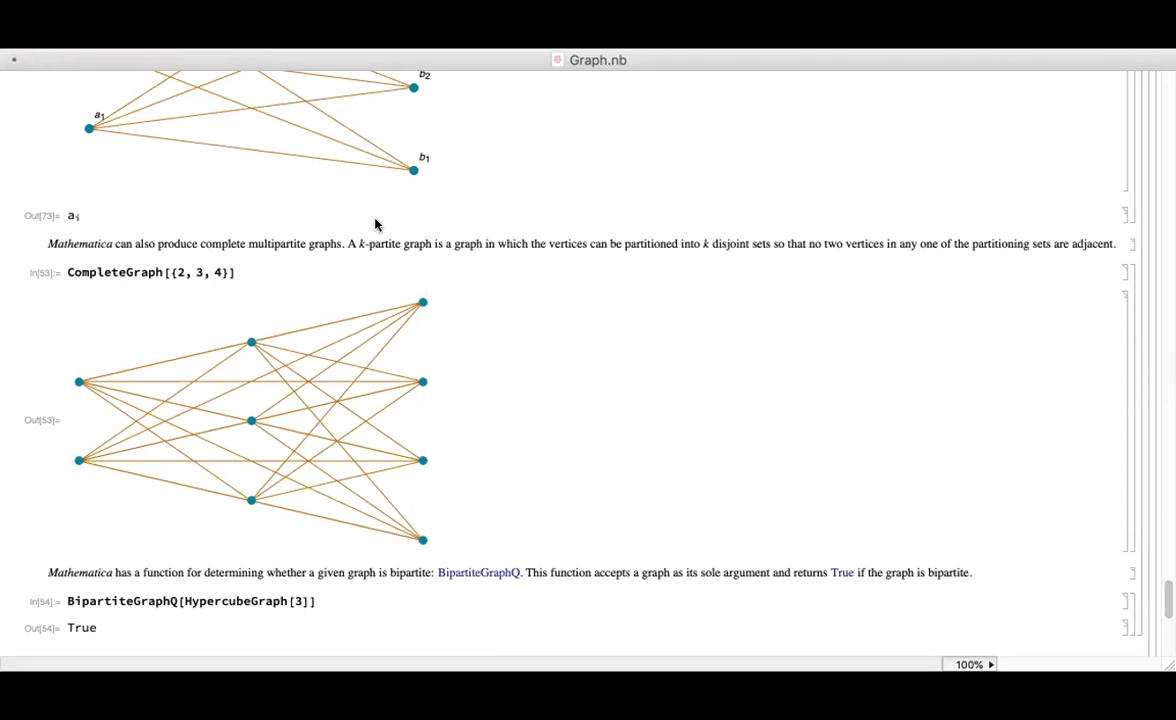 Graph.nb
b2
a1
b1
Out[73]= ai
Mathematica can also produce complete multipartite graphs. A k-partite graph is a graph in which the vertices can be partitioned into k disjoint sets so that no two vertices in any one of the partitioning sets are adjacent.
In[53]:= CompleteGraph[{2, 3, 4}]
Out[53]=
Mathematica has a function for determining whether a given graph is bipartite: BipartiteGraphQ. This function accepts a graph as its sole argument and returns True if the graph is bipartite.
In[54]:= BipartiteGraphQ[HypercubeGraph[3]]
Out[54]= True
100%